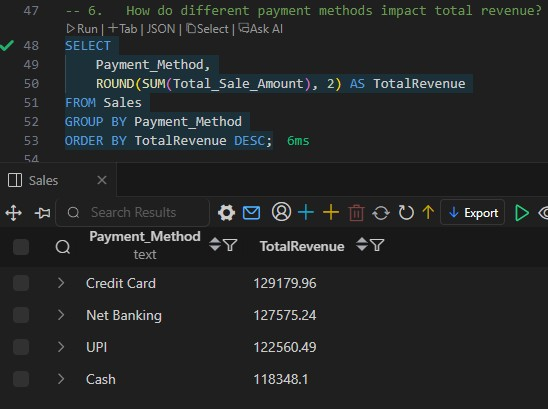 47 -- 6. How do different payment methods impact total revenue?
Run | Tab | JSON | Select | Ask AI
48 SELECT
49 Payment_Method,
50 ROUND(SUM(Total_Sale_Amount), 2) AS TotalRevenue
51 FROM Sales
52 GROUP BY Payment_Method
53 ORDER BY TotalRevenue DESC; 6ms
54
Sales
Search Results Export
Payment_Method TotalRevenue
text
Credit Card 129179.96
Net Banking 127575.24
UPI 122560.49
Cash 118348.1